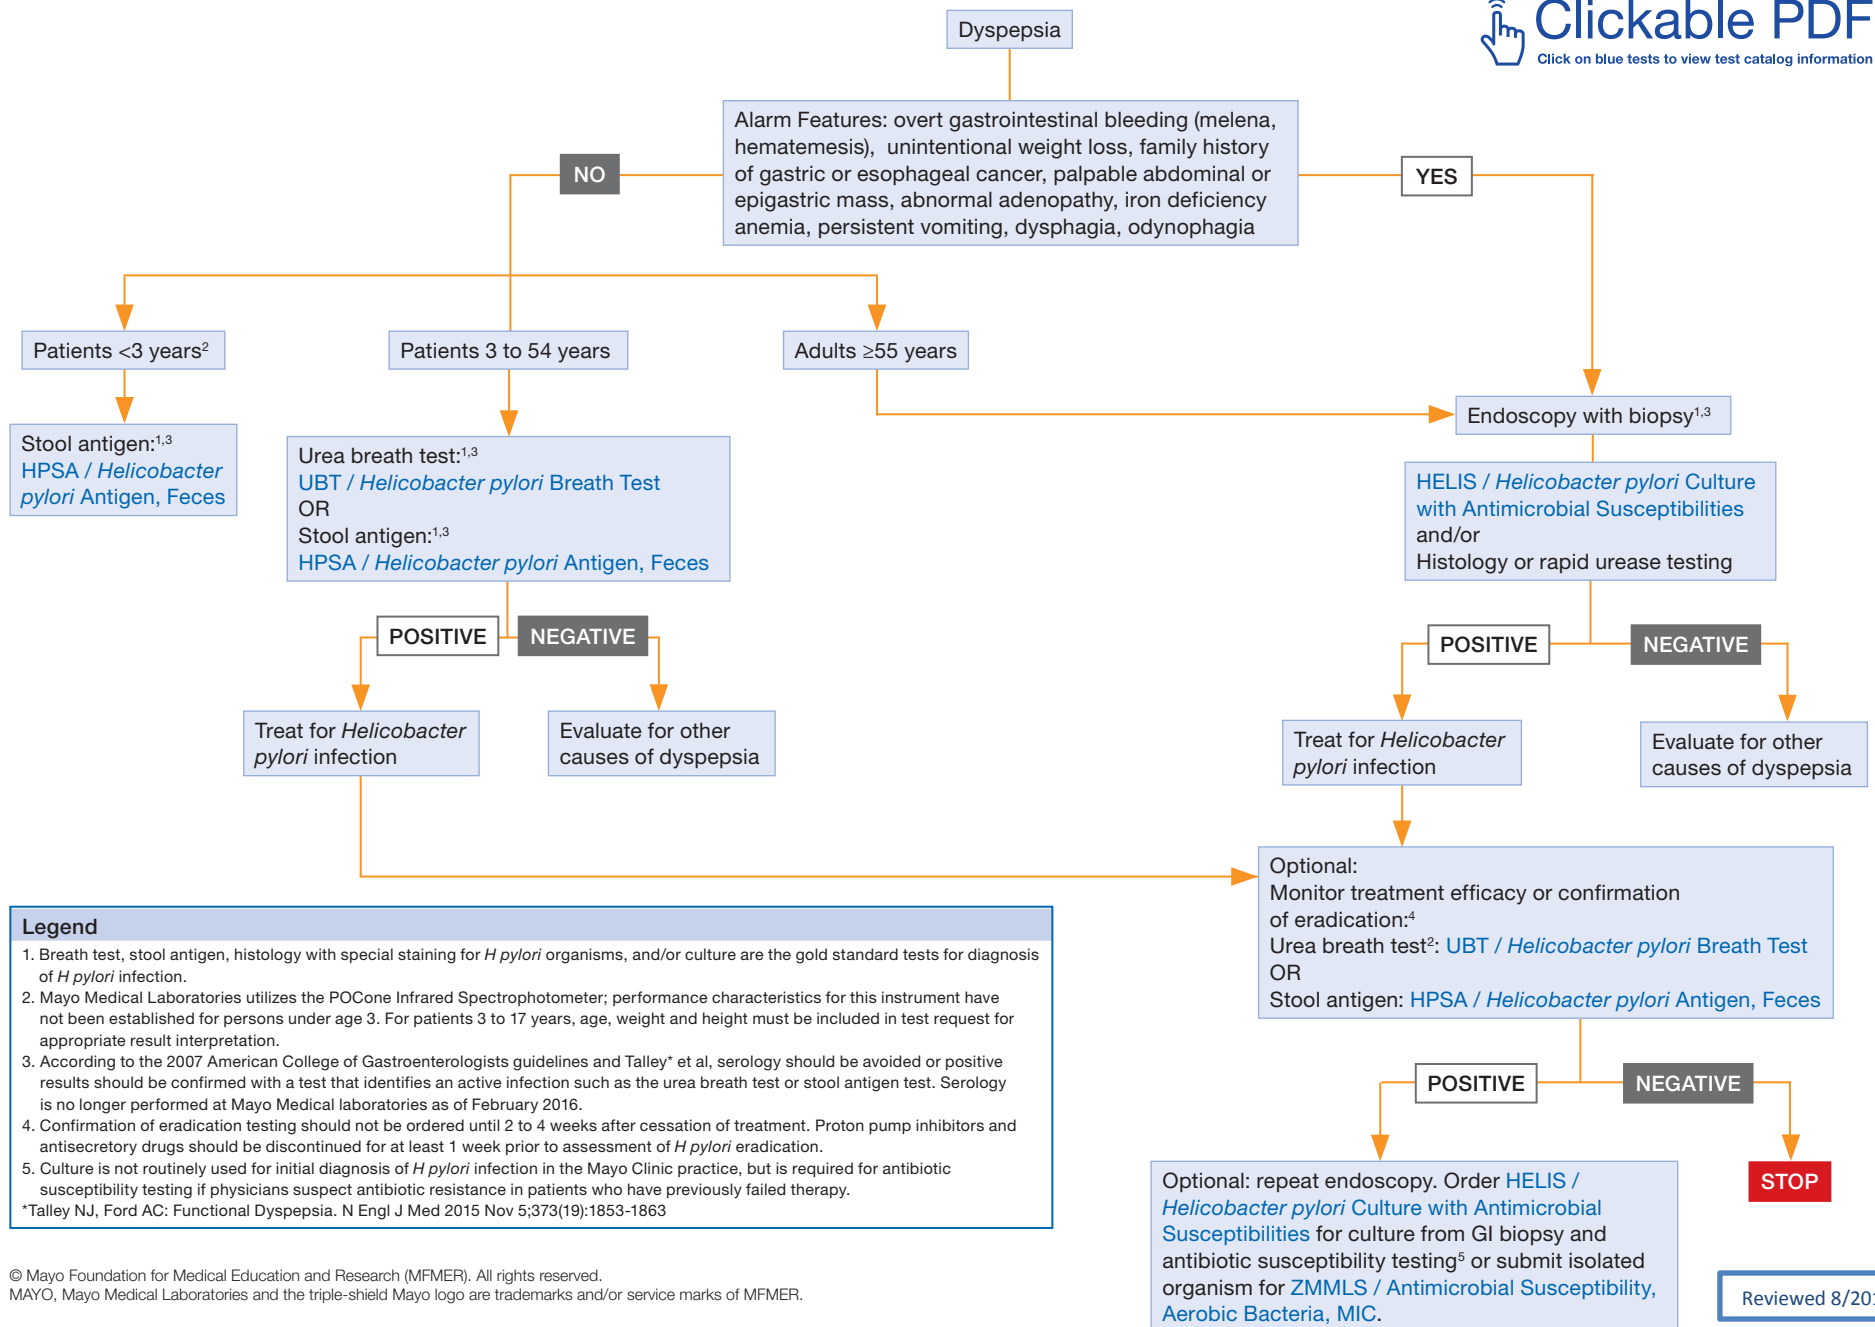 Clickable PDF
Click on blue tests to view test catalog information
Dyspepsia
Alarm Features: overt gastrointestinal bleeding (melena,
hematemesis), unintentional weight loss, family history
of gastric or esophageal cancer, palpable abdominal or
epigastric mass, abnormal adenopathy, iron deficiency
anemia, persistent vomiting, dysphagia, odynophagia
NO
YES
Patients <3 years2
Patients 3 to 54 years
Adults ≥55 years
Stool antigen:1,3
HPSA / Helicobacter
pylori Antigen, Feces
Urea breath test:1,3
UBT / Helicobacter pylori Breath Test
OR
Stool antigen:1,3
HPSA / Helicobacter pylori Antigen, Feces
Endoscopy with biopsy1,3
HELIS / Helicobacter pylori Culture
with Antimicrobial Susceptibilities
and/or
Histology or rapid urease testing
POSITIVE
NEGATIVE
Treat for Helicobacter
pylori infection
Evaluate for other
causes of dyspepsia
POSITIVE
NEGATIVE
Treat for Helicobacter
pylori infection
Evaluate for other
causes of dyspepsia
Optional:
Monitor treatment efficacy or confirmation
of eradication:4
Urea breath test2: UBT / Helicobacter pylori Breath Test
OR
Stool antigen: HPSA / Helicobacter pylori Antigen, Feces
POSITIVE
NEGATIVE
Optional: repeat endoscopy. Order HELIS /
Helicobacter pylori Culture with Antimicrobial
Susceptibilities for culture from GI biopsy and
antibiotic susceptibility testing5 or submit isolated
organism for ZMMLS / Antimicrobial Susceptibility,
Aerobic Bacteria, MIC.
STOP
Legend
1. Breath test, stool antigen, histology with special staining for H pylori organisms, and/or culture are the gold standard tests for diagnosis
of H pylori infection.
2. Mayo Medical Laboratories utilizes the POCone Infrared Spectrophotometer; performance characteristics for this instrument have
not been established for persons under age 3. For patients 3 to 17 years, age, weight and height must be included in test request for
appropriate result interpretation.
3. According to the 2007 American College of Gastroenterologists guidelines and Talley* et al, serology should be avoided or positive
results should be confirmed with a test that identifies an active infection such as the urea breath test or stool antigen test. Serology
is no longer performed at Mayo Medical laboratories as of February 2016.
4. Confirmation of eradication testing should not be ordered until 2 to 4 weeks after cessation of treatment. Proton pump inhibitors and
antisecretory drugs should be discontinued for at least 1 week prior to assessment of H pylori eradication.
5. Culture is not routinely used for initial diagnosis of H pylori infection in the Mayo Clinic practice, but is required for antibiotic
susceptibility testing if physicians suspect antibiotic resistance in patients who have previously failed therapy.
*Talley NJ, Ford AC: Functional Dyspepsia. N Engl J Med 2015 Nov 5;373(19):1853-1863
© Mayo Foundation for Medical Education and Research (MFMER). All rights reserved.
MAYO, Mayo Medical Laboratories and the triple-shield Mayo logo are trademarks and/or service marks of MFMER.
Reviewed